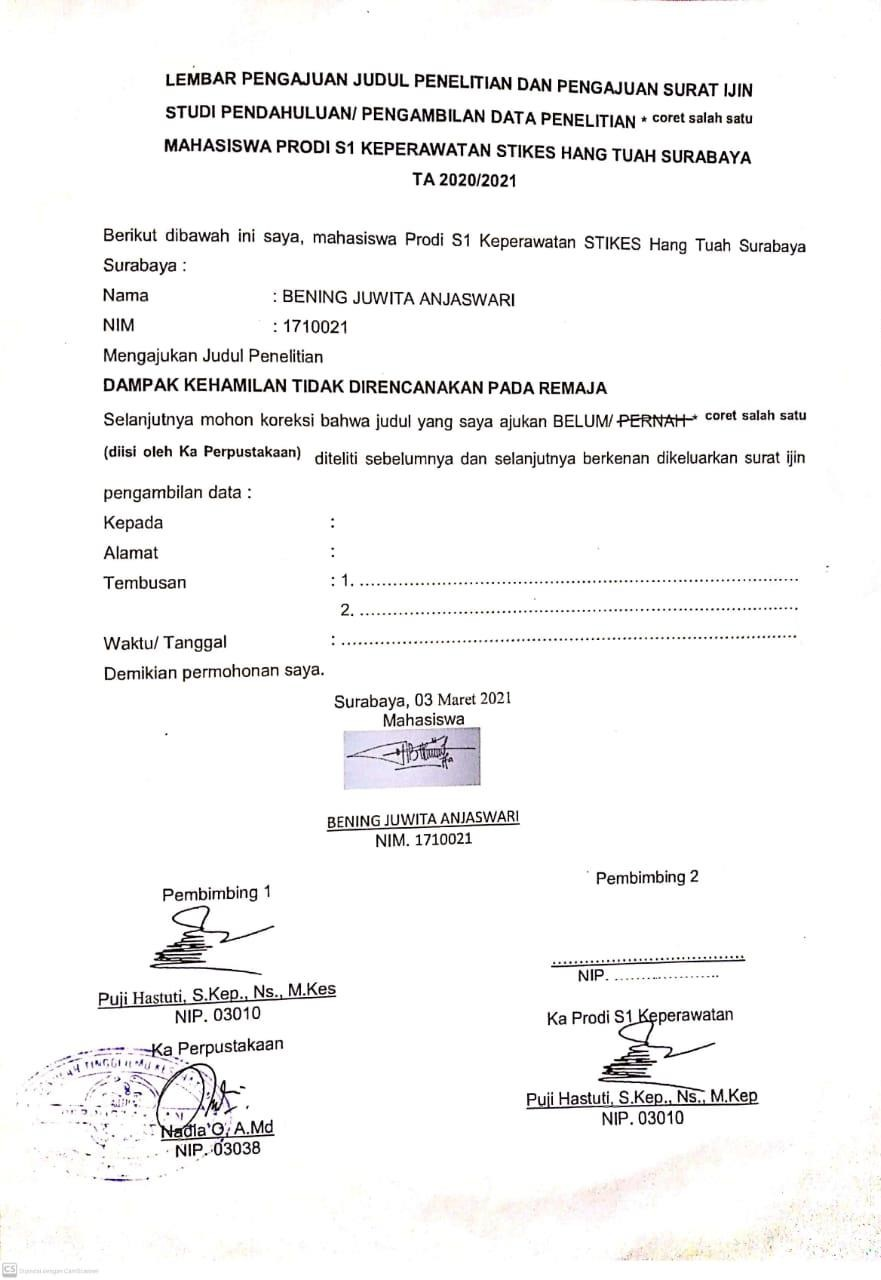 LEMBAR PENGAJUAN JUDUL PENELITIAN DAN PENGAJUAN SURAT IJIN
STUDI PENDAHULUAN/ PENGAMBILAN DATA PENELITIAN * coret salah satu
MAHASISWA PRODI S1 KEPERAWATAN STIKES HANG TUAH SURABAYA
TA 2020/2021
Berikut dibawah ini saya, mahasiswa Prodi S1 Keperawatan STIKES Hang Tuah Surabaya
Surabaya :
Nama : BENING JUWITA ANJASWARI
NIM : 1710021
Mengajukan Judul Penelitian
DAMPAK KEHAMILAN TIDAK DIRENCANAKAN PADA REMAJA
Selanjutnya mohon koreksi bahwa judul yang saya ajukan BELUM/ PERNAH * coret salah satu
(diisi oleh Ka Perpustakaan) diteliti sebelumnya dan selanjutnya berkenan dikeluarkan surat ijin
pengambilan data :
Kepada :
Alamat :
Tembusan : 1. ................................................................
2. ................................................................
Waktu/ Tanggal : ................................................................
Demikian permohonan saya.
Surabaya, 03 Maret 2021
Mahasiswa
BENING JUWITA ANJASWARI
NIM. 1710021
Pembimbing 1
Puji Hastuti, S.Kep., Ns., M.Kes
NIP. 03010
Pembimbing 2
...................................
NIP. .....................
Ka Perpustakaan
Nadia O, A.Md
NIP. 03038
Ka Prodi S1 Keperawatan
Puji Hastuti, S.Kep., Ns., M.Kep
NIP. 03010
CS Dipindai dengan CamScanner